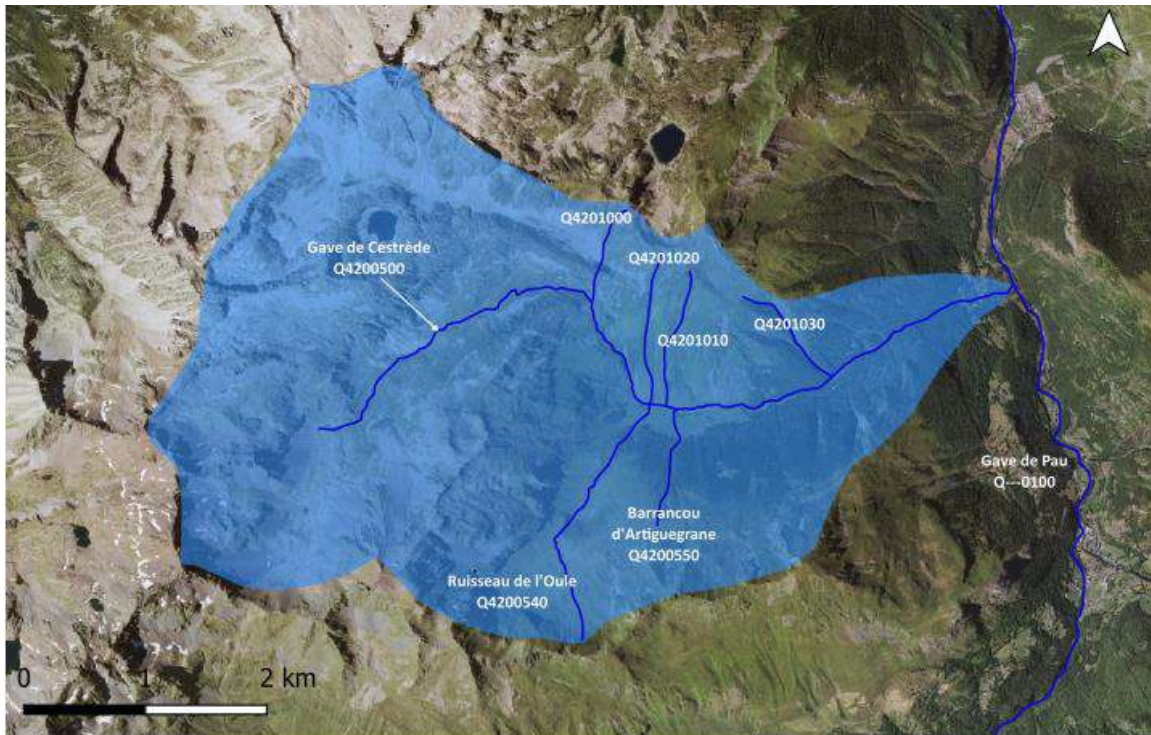 Q4201000
Gave de Cestrède
Q4200500
Q4201020
Q4201030
Q4201010
Gave de Pau
Q---0100
Barrancou
d'Artiguegrane
Q4200550
Ruisseau de l'Oule
Q4200540
0 1 2 km